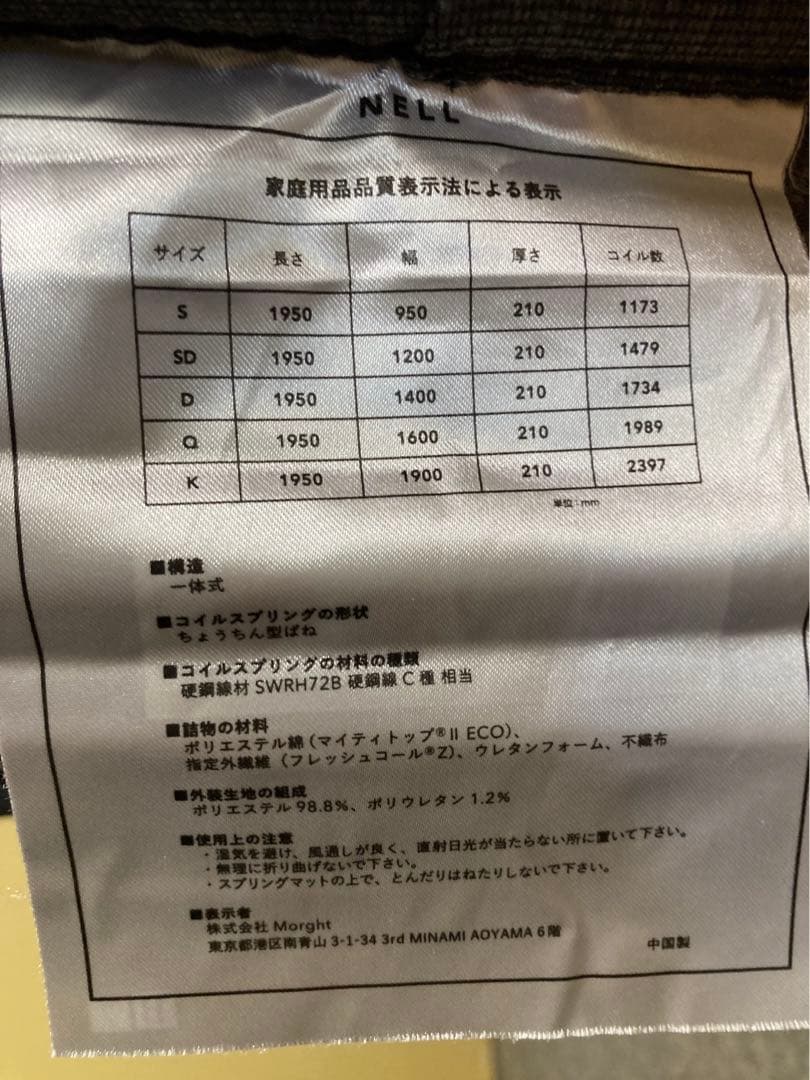 NELL
家庭用品品質表示法による表示
サイズ 長さ 幅 厚さ コイル数
S 1950 950 210 1173
SD 1950 1200 210 1479
D 1950 1400 210 1734
Q 1950 1600 210 1989
K 1950 1900 210 2397
単位:mm
■構造
一体式
■コイルスプリングの形状
ちょうちん型ばね
■コイルスプリングの材料の種類
硬鋼線材 SWRH72B 硬鋼線 C 種 相当
■詰物の材料
ポリエステル綿(マイティトップ®II ECO)、
指定外繊維(フレッシュコール®Z)、ウレタンフォーム、不織布
■外装生地の組成
ポリエステル 98.8%、ポリウレタン 1.2%
■使用上の注意
・湿気を避け、風通しが良く、直射日光が当たらない所に置いて下さい。
・無理に折り曲げないで下さい。
・スプリングマットの上で、とんだりはねたりしないで下さい。
■表示者
株式会社 Morght
東京都港区南青山 3-1-34 3rd MINAMI AOYAMA 6 階
中国製